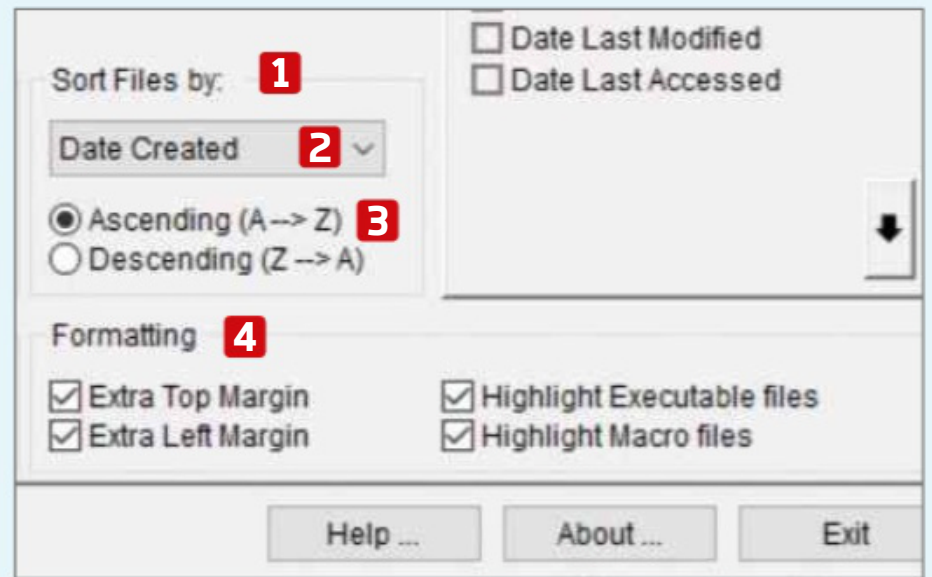 Date Last Modified
Date Last Accessed
Sort Files by: 1
Date Created 2
Ascending (A --> Z) 3
Descending (Z --> A)
Formatting 4
Extra Top Margin
Extra Left Margin
Highlight Executable files
Highlight Macro files
Help ...
About ...
Exit